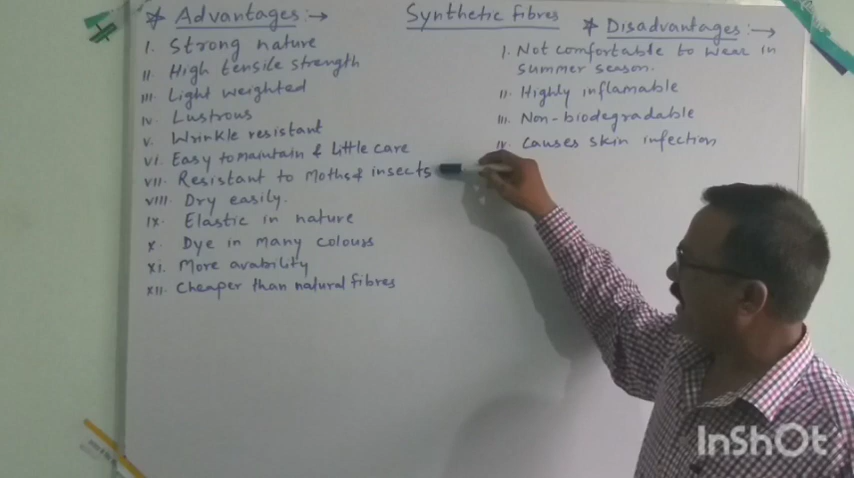 Synthetic fibres
* Advantages :→
I. Strong nature
II. High tensile strength
III. Light weighted
IV. Lustrous
V. Wrinkle resistant
VI. Easy to maintain & little care
VII. Resistant to Moths & insects
VIII. Dry easily.
IX. Elastic in nature
X. Dye in many colours
XI. More avability
XII. Cheaper than natural fibres
* Disadvantages :→
I. Not comfortable to wear in
summer season.
II. Highly inflamable
III. Non-biodegradable
IV. Causes skin infection
InShOt